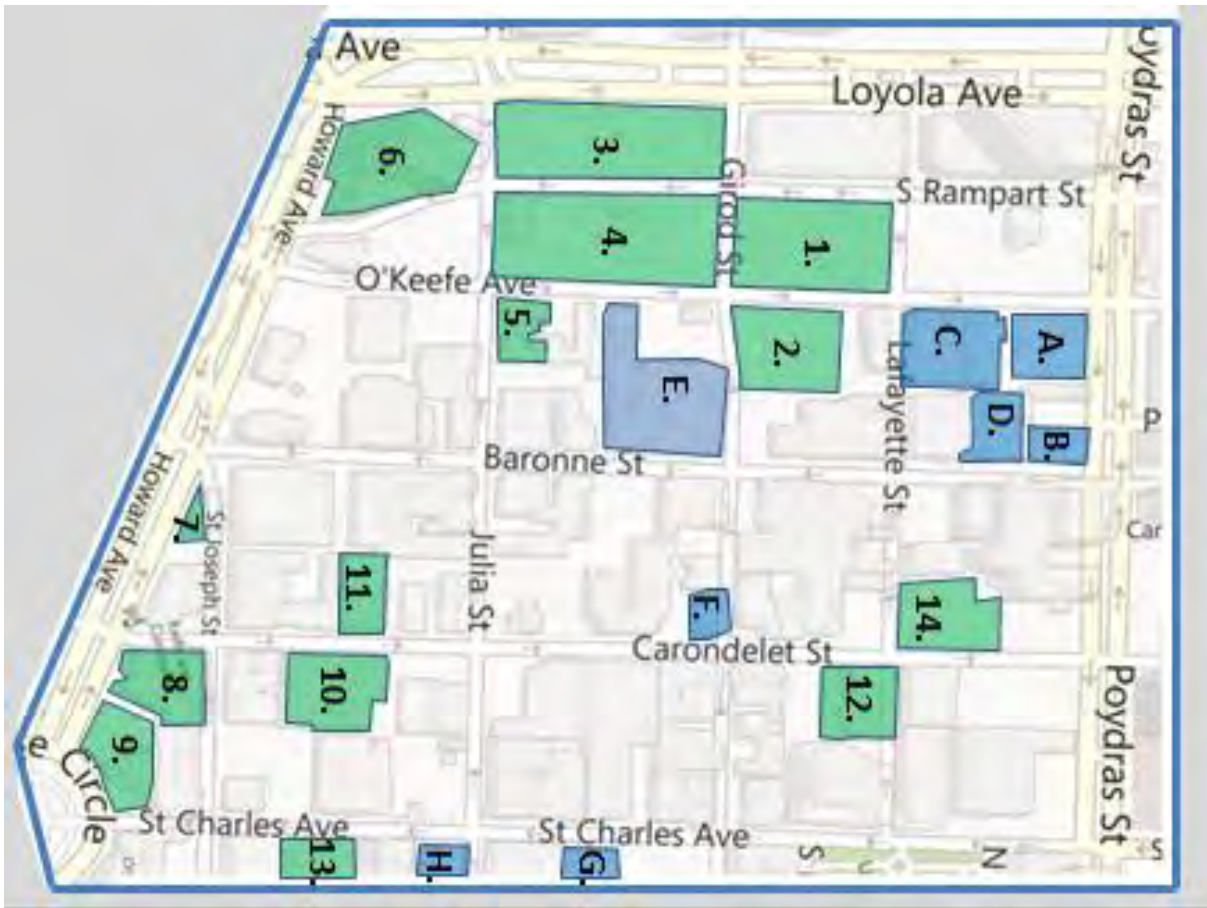 Ave
Loyola Ave
oydras St
Howard Ave
6.
3.
Girod St
S Rampart St
4.
1.
O'Keefe Ave
5.
2.
C.
A.
Lafayette St
E.
D.
B.
P
Baronne St
Howard Ave
7.
St Joseph St
Julia St
Car
11.
F.
14.
Carondelet St
8.
10.
12.
Poydras St
9.
e
Circle
St Charles Ave
St Charles Ave
13.
H.
G.
S
N
S